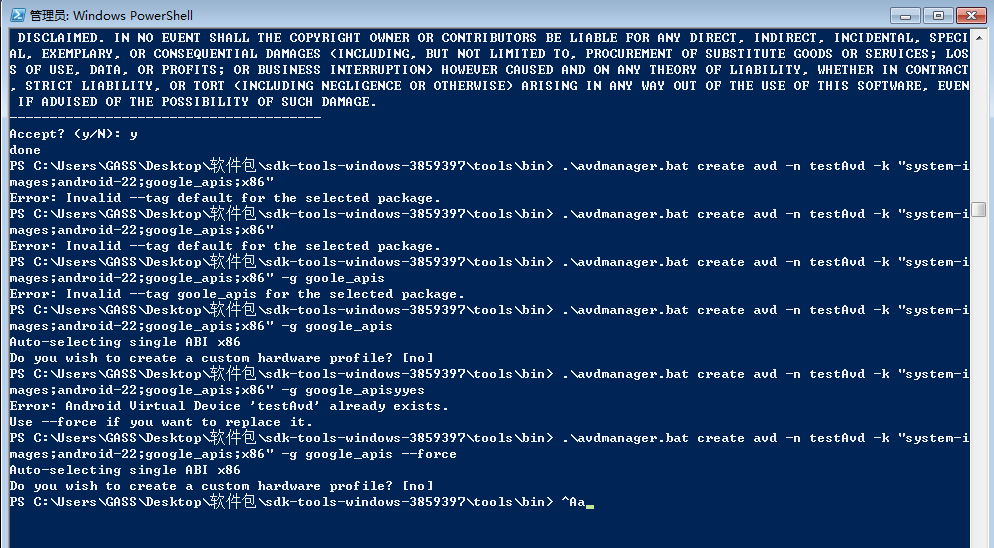 管理员: Windows PowerShell
DISCLAIMED. IN NO EVENT SHALL THE COPYRIGHT OWNER OR CONTRIBUTORS BE LIABLE FOR ANY DIRECT, INDIRECT, INCIDENTAL, SPECI
AL, EXEMPLARY, OR CONSEQUENTIAL DAMAGES (INCLUDING, BUT NOT LIMITED TO, PROCUREMENT OF SUBSTITUTE GOODS OR SERVICES; LOS
S OF USE, DATA, OR PROFITS; OR BUSINESS INTERRUPTION) HOWEVER CAUSED AND ON ANY THEORY OF LIABILITY, WHETHER IN CONTRACT
, STRICT LIABILITY, OR TORT (INCLUDING NEGLIGENCE OR OTHERWISE) ARISING IN ANY WAY OUT OF THE USE OF THIS SOFTWARE, EVEN
IF ADVISED OF THE POSSIBILITY OF SUCH DAMAGE.
---------------------------------------
Accept? (y/N): y
done
PS C:\Users\GASS\Desktop\软件包\sdk-tools-windows-3859397\tools\bin> .\avdmanager.bat create avd -n testAvd -k "system-i
mages;android-22;google_apis;x86"
Error: Invalid --tag default for the selected package.
PS C:\Users\GASS\Desktop\软件包\sdk-tools-windows-3859397\tools\bin> .\avdmanager.bat create avd -n testAvd -k "system-i
mages;android-22;google_apis;x86"
Error: Invalid --tag default for the selected package.
PS C:\Users\GASS\Desktop\软件包\sdk-tools-windows-3859397\tools\bin> .\avdmanager.bat create avd -n testAvd -k "system-i
mages;android-22;google_apis;x86" -g goole_apis
Error: Invalid --tag goole_apis for the selected package.
PS C:\Users\GASS\Desktop\软件包\sdk-tools-windows-3859397\tools\bin> .\avdmanager.bat create avd -n testAvd -k "system-i
mages;android-22;google_apis;x86" -g google_apis
Auto-selecting single ABI x86
Do you wish to create a custom hardware profile? [no]
PS C:\Users\GASS\Desktop\软件包\sdk-tools-windows-3859397\tools\bin> .\avdmanager.bat create avd -n testAvd -k "system-i
mages;android-22;google_apis;x86" -g google_apisyyes
Error: Android Virtual Device 'testAvd' already exists.
Use --force if you want to replace it.
PS C:\Users\GASS\Desktop\软件包\sdk-tools-windows-3859397\tools\bin> .\avdmanager.bat create avd -n testAvd -k "system-i
mages;android-22;google_apis;x86" -g google_apis --force
Auto-selecting single ABI x86
Do you wish to create a custom hardware profile? [no]
PS C:\Users\GASS\Desktop\软件包\sdk-tools-windows-3859397\tools\bin> ^Aa